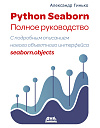 Александр Гинько
Python Seaborn
Полное руководство
С подробным описанием
нового объектного интерфейса
seaborn.objects